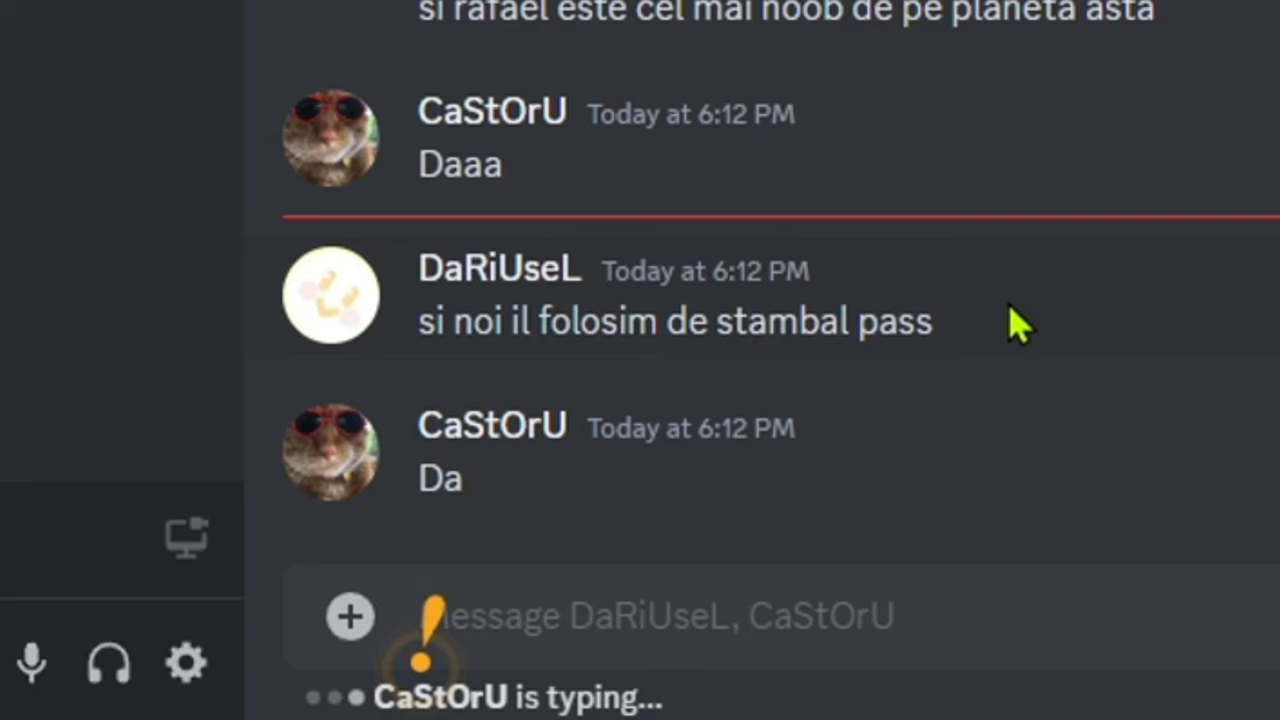 si rafael este cel mai noob de pe planeta asta
CaStOrU Today at 6:12 PM
Daaa
DaRiUseL Today at 6:12 PM
si noi il folosim de stambal pass
CaStOrU Today at 6:12 PM
Da
essage DaRiUseL, CaStOrU
CaStOrU is typing...